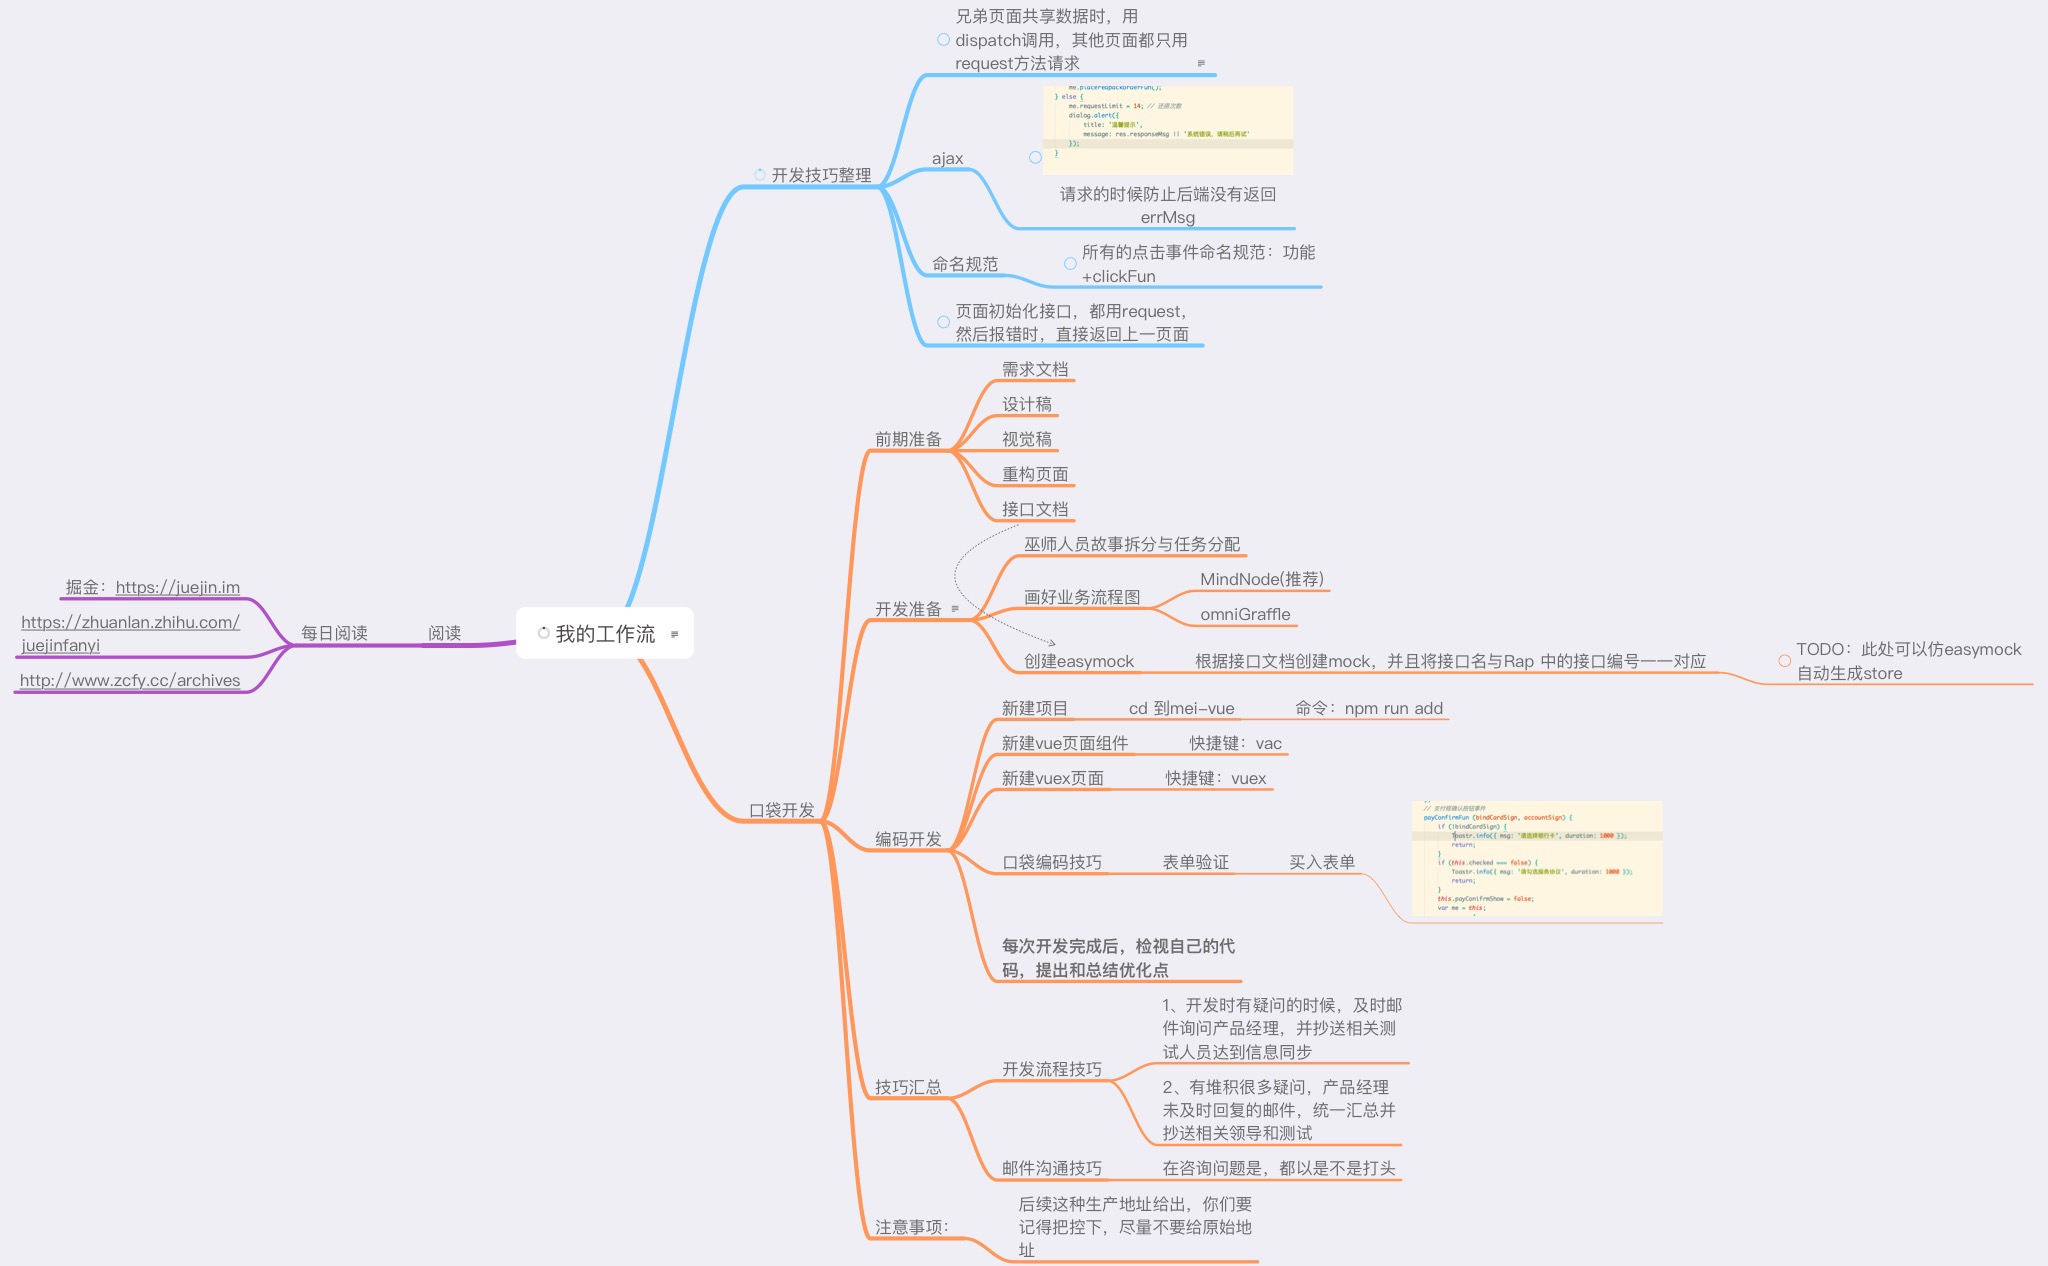 兄弟页面共享数据时，用
dispatch调用，其他页面都只用
request方法请求
} else {
me.requestLimit = 14; // 还原次数
dialog.alert({
title: '温馨提示',
message: res.responseMsg || '系统错误，请稍后再试'
});
}
ajax
请求的时候防止后端没有返回
errMsg
开发技巧整理
命名规范
所有的点击事件命名规范：功能
+clickFun
页面初始化接口，都用request，
然后报错时，直接返回上一页面
需求文档
设计稿
前期准备
视觉稿
重构页面
接口文档
巫师人员故事拆分与任务分配
开发准备
画好业务流程图
MindNode(推荐)
omniGraffle
创建easymock
根据接口文档创建mock，并且将接口名与Rap 中的接口编号一一对应
TODO：此处可以仿easymock
自动生成store
掘金：https://juejin.im
https://zhuanlan.zhihu.com/
juejinfanyi
http://www.zcfy.cc/archives
每日阅读
阅读
我的工作流
口袋开发
新建项目
cd 到mei-vue
命令：npm run add
新建vue页面组件
快捷键：vac
新建vuex页面
快捷键：vuex
编码开发
口袋编码技巧
表单验证
买入表单
// 支付框确认按钮事件
payConfirmFun (bindCardSign, accountSign) {
if (!bindCardSign) {
Toastr.info({ msg: '请选择银行卡', duration: 1000 });
return;
}
if (this.checked === false) {
Toastr.info({ msg: '请勾选服务协议', duration: 1000 });
return;
}
this.payConifrmShow = false;
var me = this;
每次开发完成后，检视自己的代
码，提出和总结优化点
技巧汇总
开发流程技巧
1、开发时有疑问的时候，及时邮
件询问产品经理，并抄送相关测
试人员达到信息同步
2、有堆积很多疑问，产品经理
未及时回复的邮件，统一汇总并
抄送相关领导和测试
邮件沟通技巧
在咨询问题是，都以是不是打头
注意事项：
后续这种生产地址给出，你们要
记得把控下，尽量不要给原始地
址